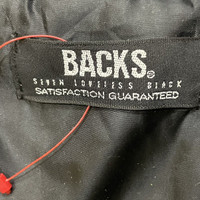 BACKS®
SEVEN LOVELESS BLACK
SATISFACTION GUARANTEED